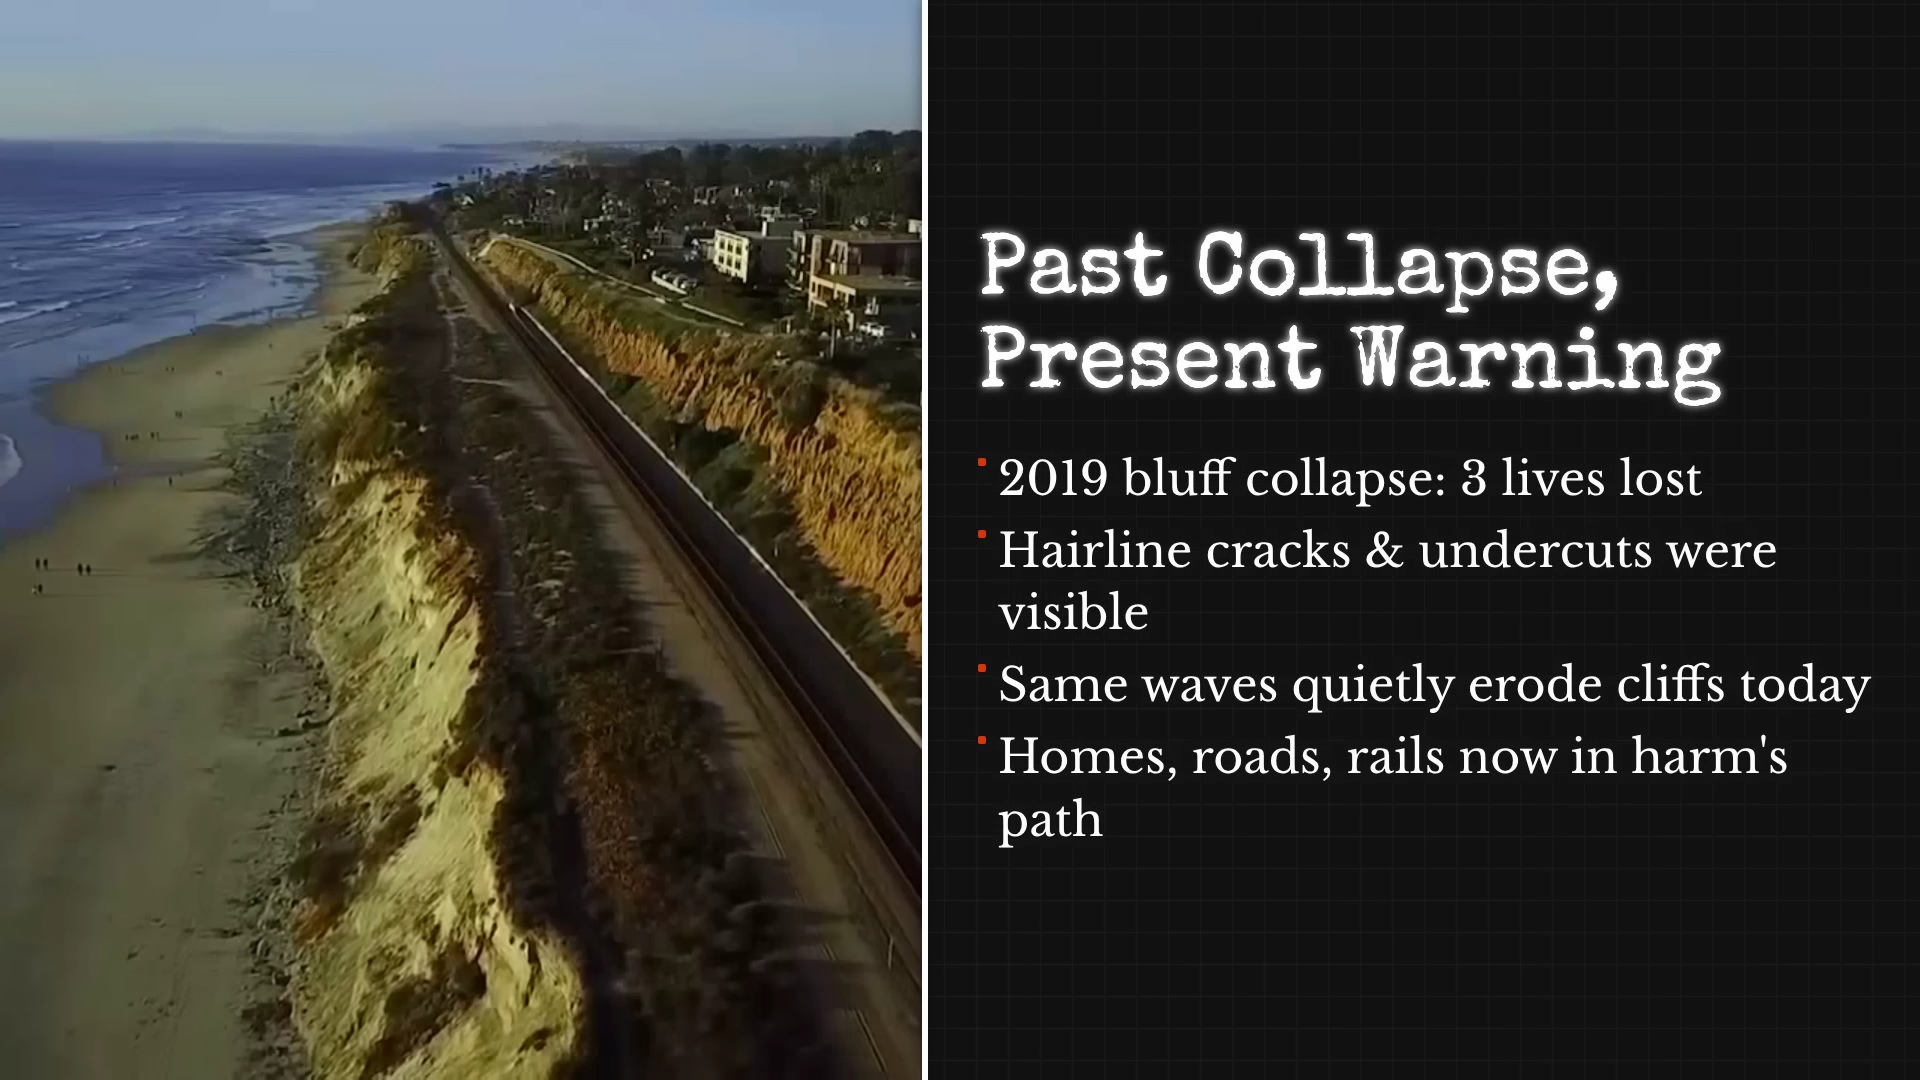 Past Collapse,
Present Warning
2019 bluff collapse: 3 lives lost
Hairline cracks & undercuts were
visible
Same waves quietly erode cliffs today
Homes, roads, rails now in harm's
path